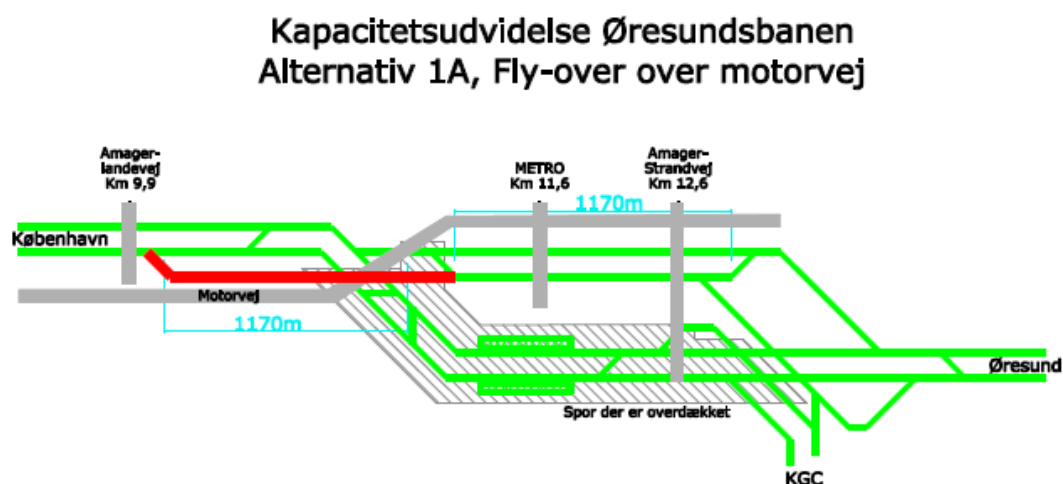 Kapacitetsudvidelse Øresundsbanen
Alternativ 1A, Fly-over over motorvej
Amager-
landevej
Km 9,9
METRO
Km 11,6
Amager-
Strandvej
Km 12,6
1170m
København
Motorvej
1170m
Øresund
Spor der er overdækket
KGC